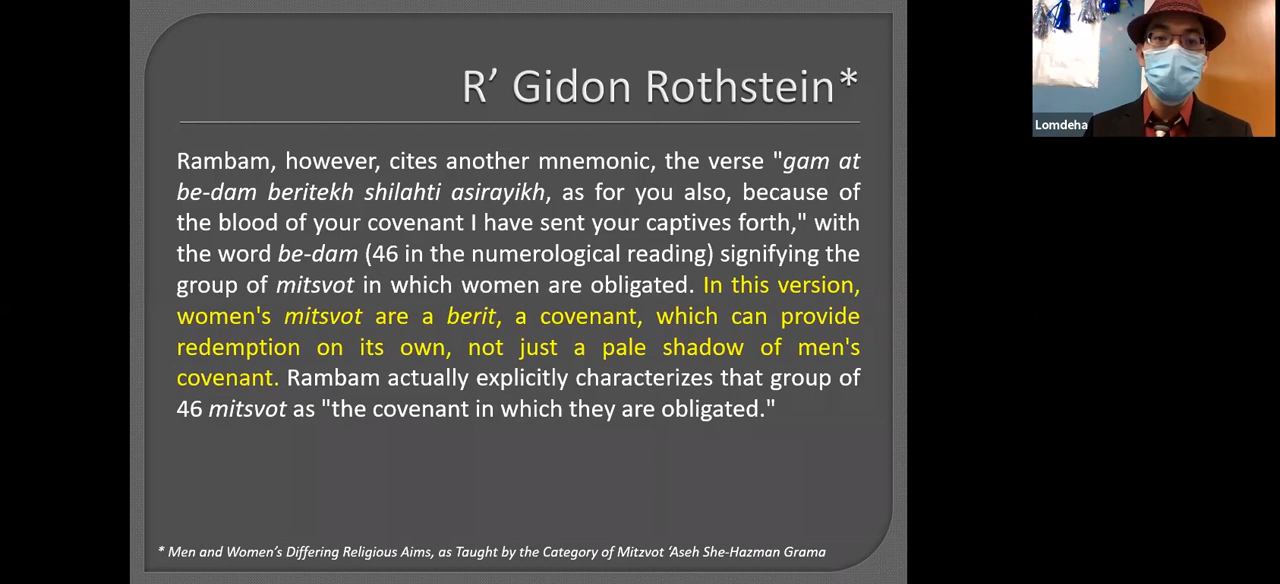 R’ Gidon Rothstein*
Rambam, however, cites another mnemonic, the verse "gam at
be-dam beritekh shilahti asirayikh, as for you also, because of
the blood of your covenant I have sent your captives forth," with
the word be-dam (46 in the numerological reading) signifying the
group of mitsvot in which women are obligated. In this version,
women's mitsvot are a berit, a covenant, which can provide
redemption on its own, not just a pale shadow of men's
covenant. Rambam actually explicitly characterizes that group of
46 mitsvot as "the covenant in which they are obligated."
* Men and Women’s Differing Religious Aims, as Taught by the Category of Mitzvot ‘Aseh She-Hazman Grama
Lomdeha